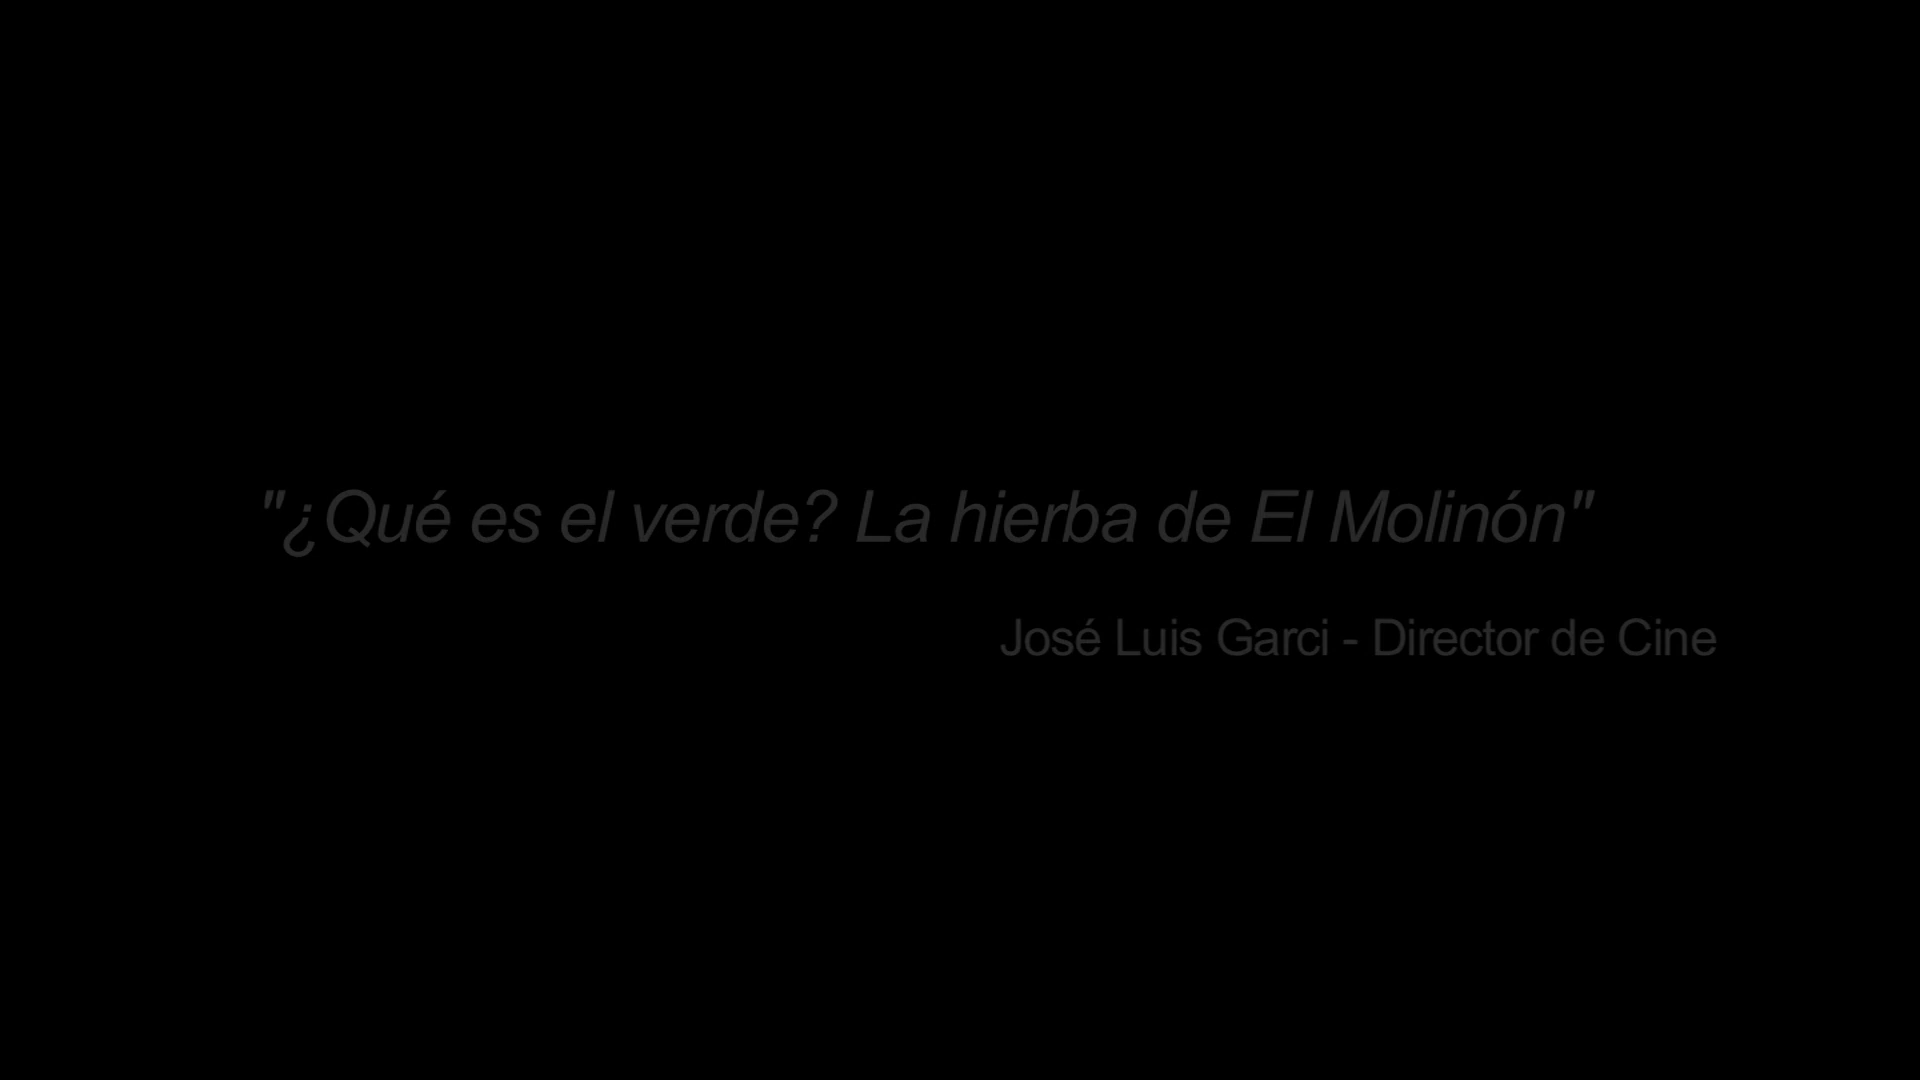 "¿Qué es el verde? La hierba de El Molinón"
José Luis Garci - Director de Cine